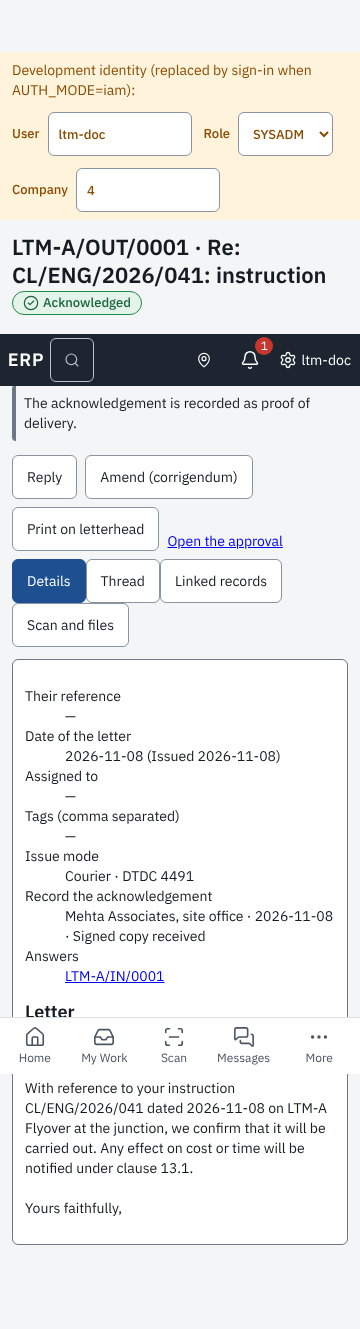 Development identity (replaced by sign-in when
AUTH_MODE=iam):
User ltm-doc Role SYSADM
Company 4
LTM-A/OUT/0001 · Re:
CL/ENG/2026/041: instruction
Acknowledged
ERP 1 ltm-doc
The acknowledgement is recorded as proof of
delivery.
Reply Amend (corrigendum)
Print on letterhead Open the approval
Details Thread Linked records
Scan and files
Their reference
—
Date of the letter
2026-11-08 (Issued 2026-11-08)
Assigned to
—
Tags (comma separated)
—
Issue mode
Courier · DTDC 4491
Record the acknowledgement
Mehta Associates, site office · 2026-11-08
· Signed copy received
Answers
LTM-A/IN/0001
Letter
Home My Work Scan Messages More
With reference to your instruction
CL/ENG/2026/041 dated 2026-11-08 on LTM-A
Flyover at the junction, we confirm that it will be
carried out. Any effect on cost or time will be
notified under clause 13.1.
Yours faithfully,